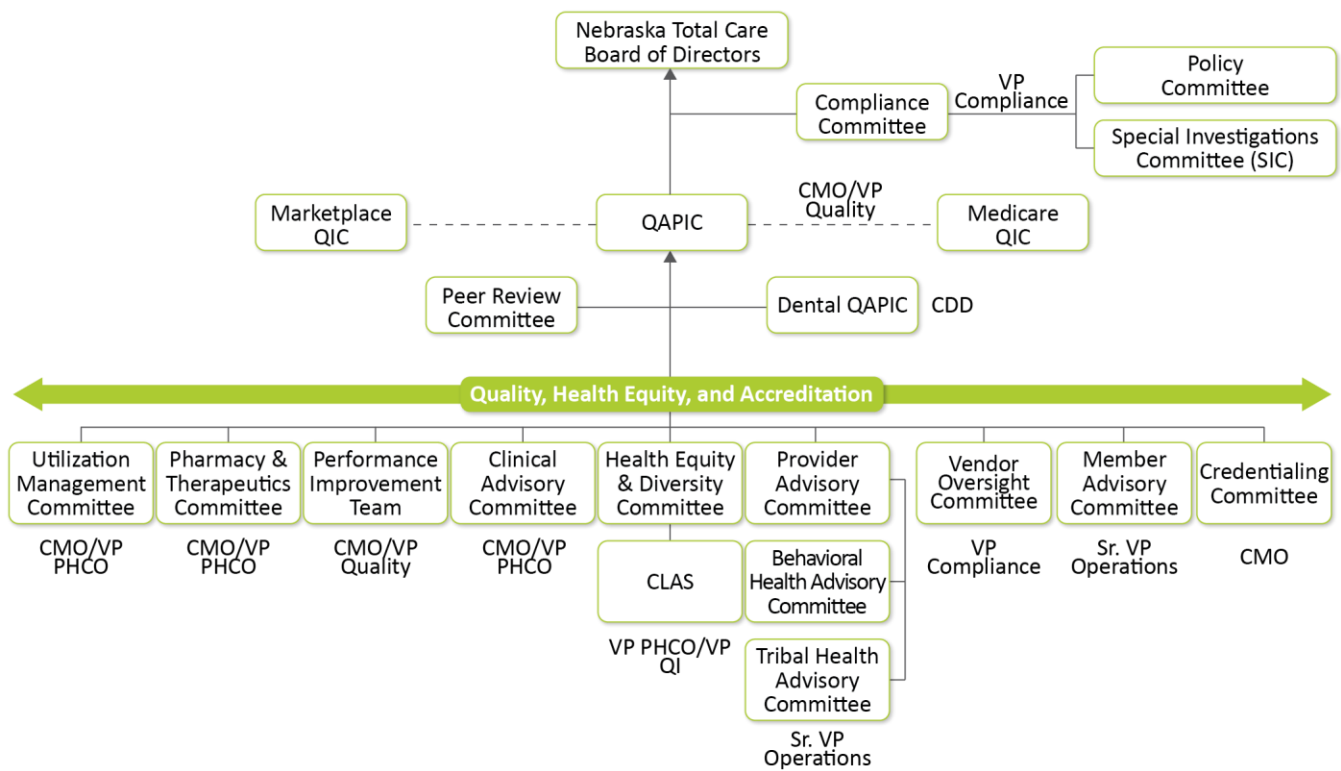 Nebraska Total Care
Board of Directors
Compliance
Committee
VP
Compliance
Policy
Committee
Special Investigations
Committee (SIC)
Marketplace
QIC
QAPIC
CMO/VP
Quality
Medicare
QIC
Peer Review
Committee
Dental QAPIC
CDD
Quality, Health Equity, and Accreditation
Utilization
Management
Committee
CMO/VP
PHCO
Pharmacy &
Therapeutics
Committee
CMO/VP
PHCO
Performance
Improvement
Team
CMO/VP
Quality
Clinical
Advisory
Committee
CMO/VP
PHCO
Health Equity
& Diversity
Committee
CLAS
VP PHCO/VP
QI
Provider
Advisory
Committee
Behavioral
Health Advisory
Committee
Tribal Health
Advisory
Committee
Sr. VP
Operations
Vendor
Oversight
Committee
VP
Compliance
Member
Advisory
Committee
Sr. VP
Operations
Credentialing
Committee
CMO